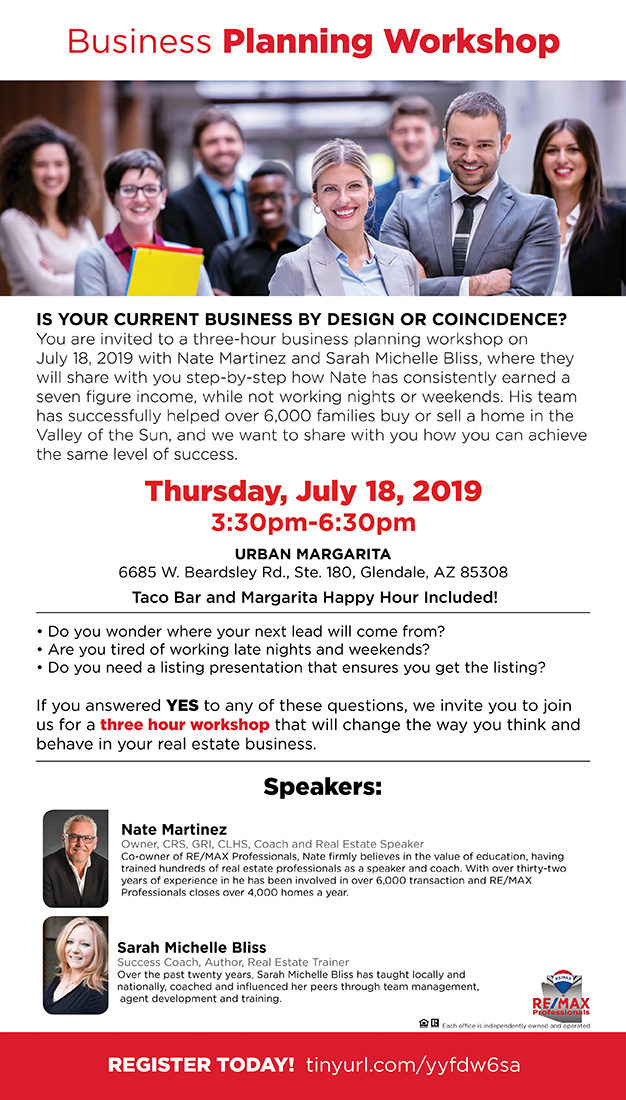 Business Planning Workshop
IS YOUR CURRENT BUSINESS BY DESIGN OR COINCIDENCE?
You are invited to a three-hour business planning workshop on
July 18, 2019 with Nate Martinez and Sarah Michelle Bliss, where they
will share with you step-by-step how Nate has consistently earned a
seven figure income, while not working nights or weekends. His team
has successfully helped over 6,000 families buy or sell a home in the
Valley of the Sun, and we want to share with you how you can achieve
the same level of success.
Thursday, July 18, 2019
3:30pm-6:30pm
URBAN MARGARITA
6685 W. Beardsley Rd., Ste. 180, Glendale, AZ 85308
Taco Bar and Margarita Happy Hour Included!
• Do you wonder where your next lead will come from?
• Are you tired of working late nights and weekends?
• Do you need a listing presentation that ensures you get the listing?
If you answered YES to any of these questions, we invite you to join
us for a three hour workshop that will change the way you think and
behave in your real estate business.
Speakers:
Nate Martinez
Owner, CRS, GRI, CLHS, Coach and Real Estate Speaker
Co-owner of RE/MAX Professionals, Nate firmly believes in the value of education, having
trained hundreds of real estate professionals as a speaker and coach. With over thirty-two
years of experience in he has been involved in over 6,000 transaction and RE/MAX
Professionals closes over 4,000 homes a year.
Sarah Michelle Bliss
Success Coach, Author, Real Estate Trainer
Over the past twenty years, Sarah Michelle Bliss has taught locally and
nationally, coached and influenced her peers through team management,
agent development and training.
RE/MAX
RE/MAX
Professionals
Each office is independently owned and operated
REGISTER TODAY! tinyurl.com/yyfdw6sa